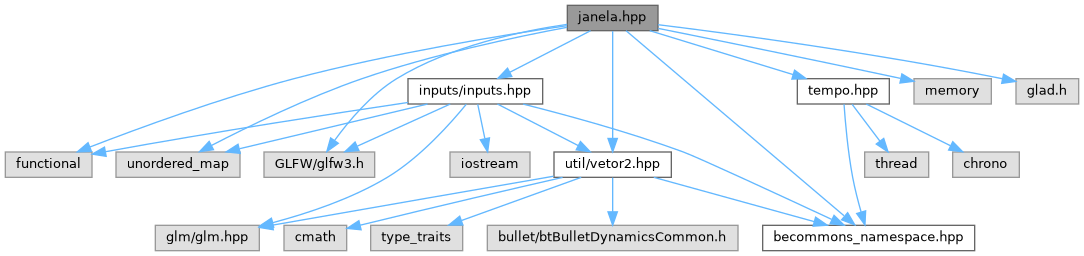 janela.hpp
inputs/inputs.hpp
tempo.hpp
memory
glad.h
functional
unordered_map
GLFW/glfw3.h
iostream
util/vetor2.hpp
thread
chrono
glm/glm.hpp
cmath
type_traits
bullet/btBulletDynamicsCommon.h
becommons_namespace.hpp